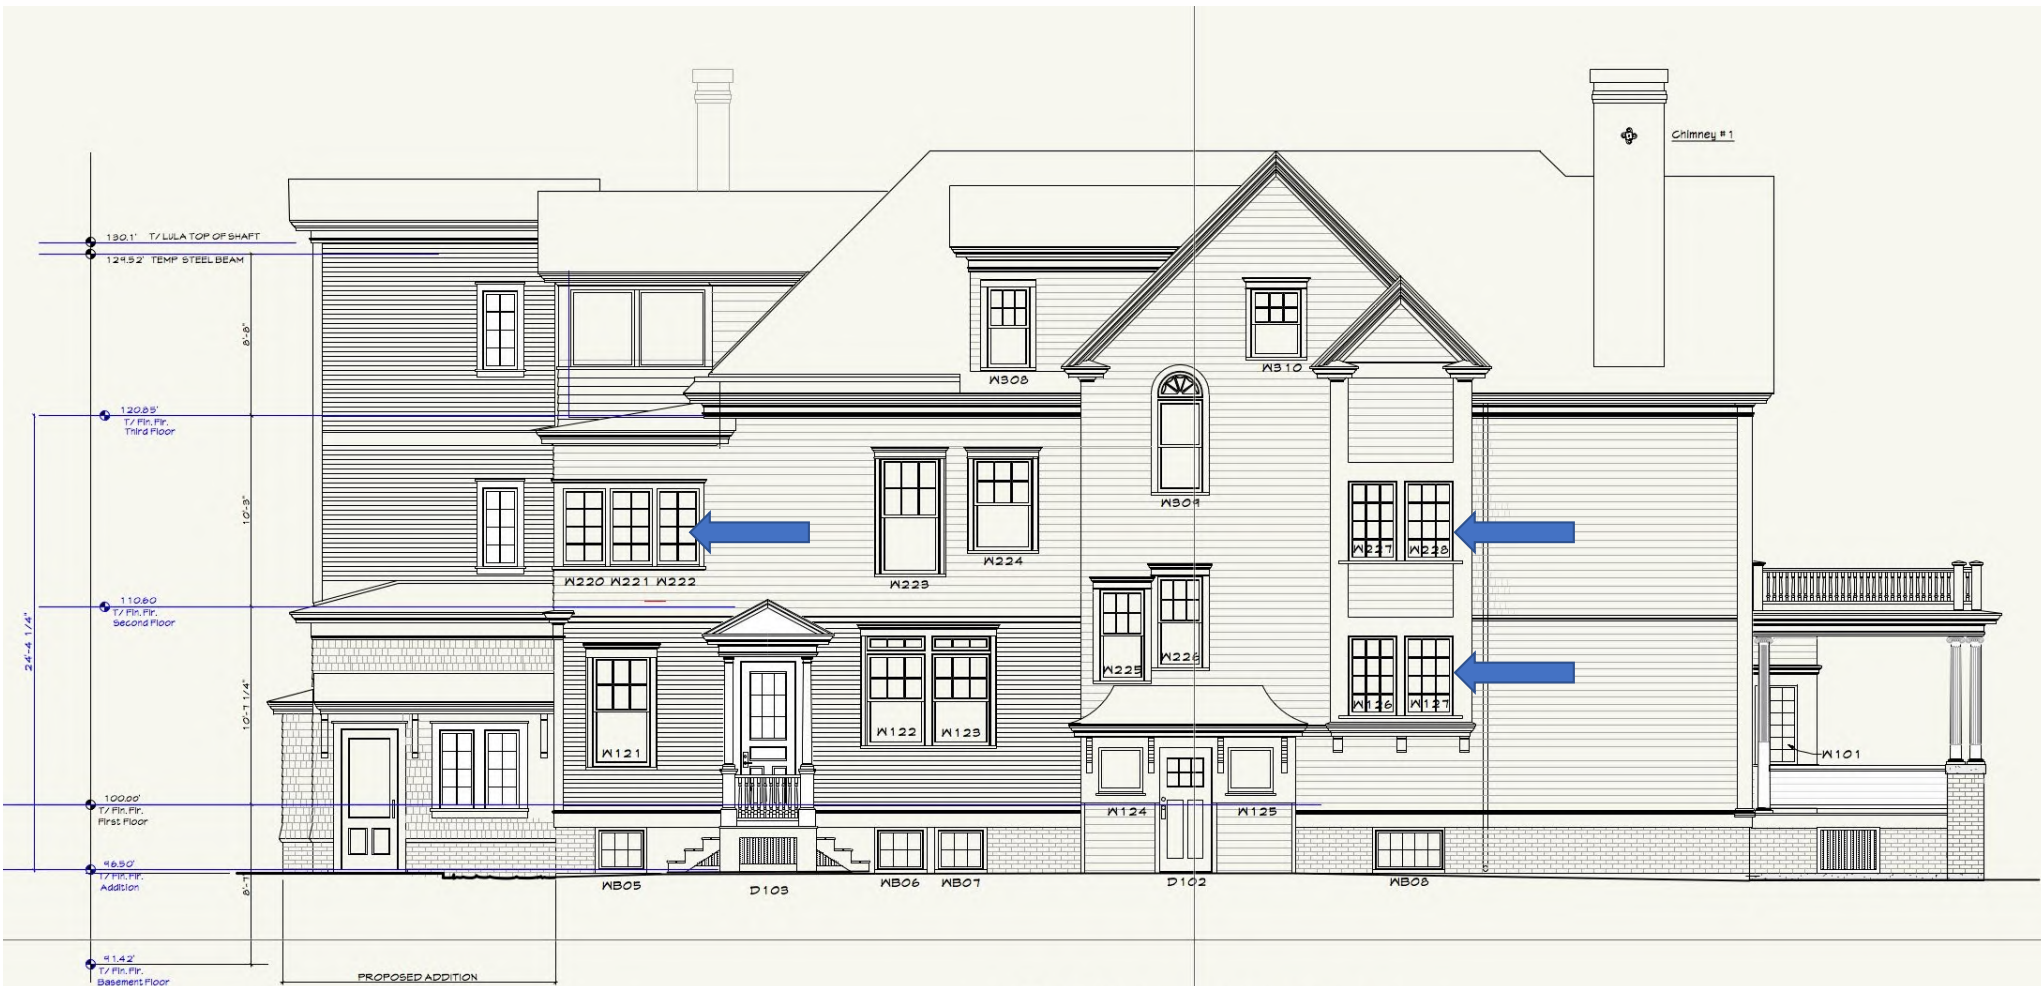 Chimney #1
130.1' T/ LULA TOP OF SHAFT
129.52' TEMP STEEL BEAM
8'-8"
W308
W310
120.85'
T/ Fin. Flr.
Third Floor
10'-3"
W309
W227 W228
W224
W220 W221 W222
W223
110.60
T/ Fin. Flr.
Second Floor
24'-4 1/4"
W225
W226
10'-7 1/4"
W126 W127
W122 W123
W121
W101
100.00'
T/ Fin. Flr.
First Floor
W124
W125
96.50'
T/ Fin. Flr.
Addition
WB05
D103
WB06
WB07
D102
WB08
91.42'
T/ Fin. Flr.
Basement Floor
PROPOSED ADDITION